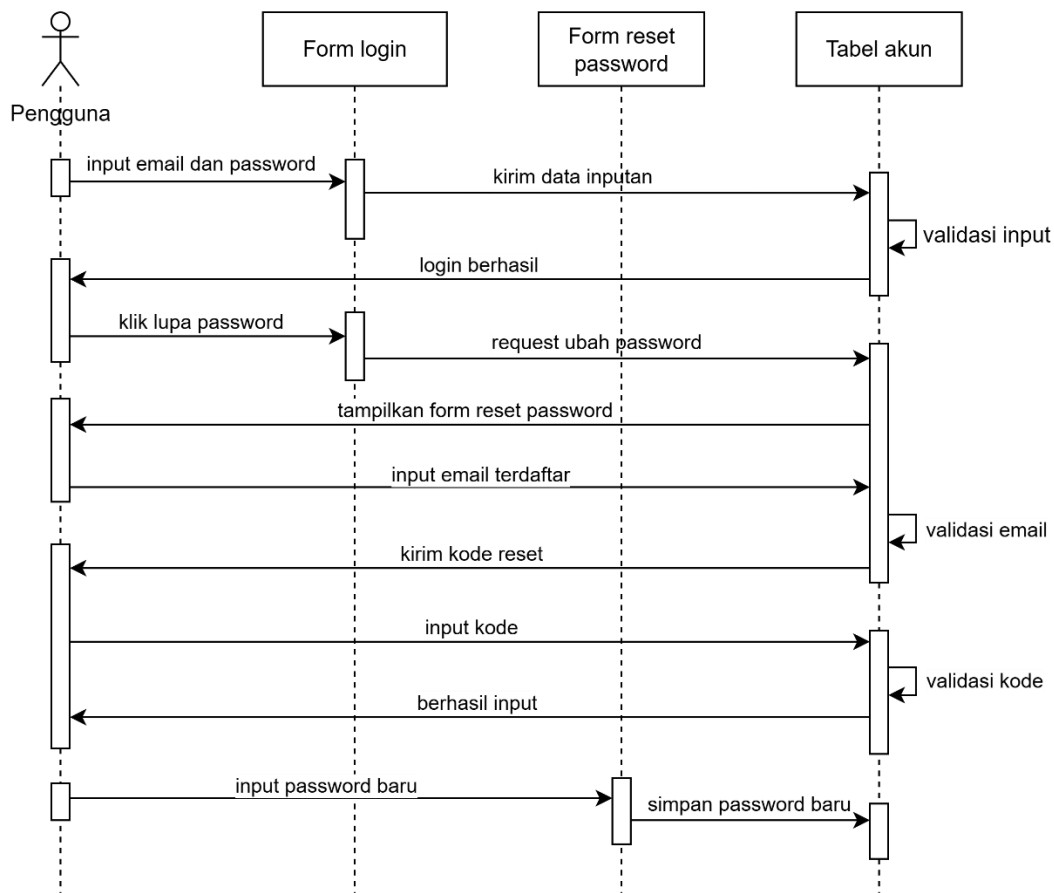 Form login
Form reset
password
Tabel akun
Pengguna
input email dan password
kirim data inputan
validasi input
login berhasil
klik lupa password
request ubah password
tampilkan form reset password
input email terdaftar
validasi email
kirim kode reset
input kode
validasi kode
berhasil input
input password baru
simpan password baru